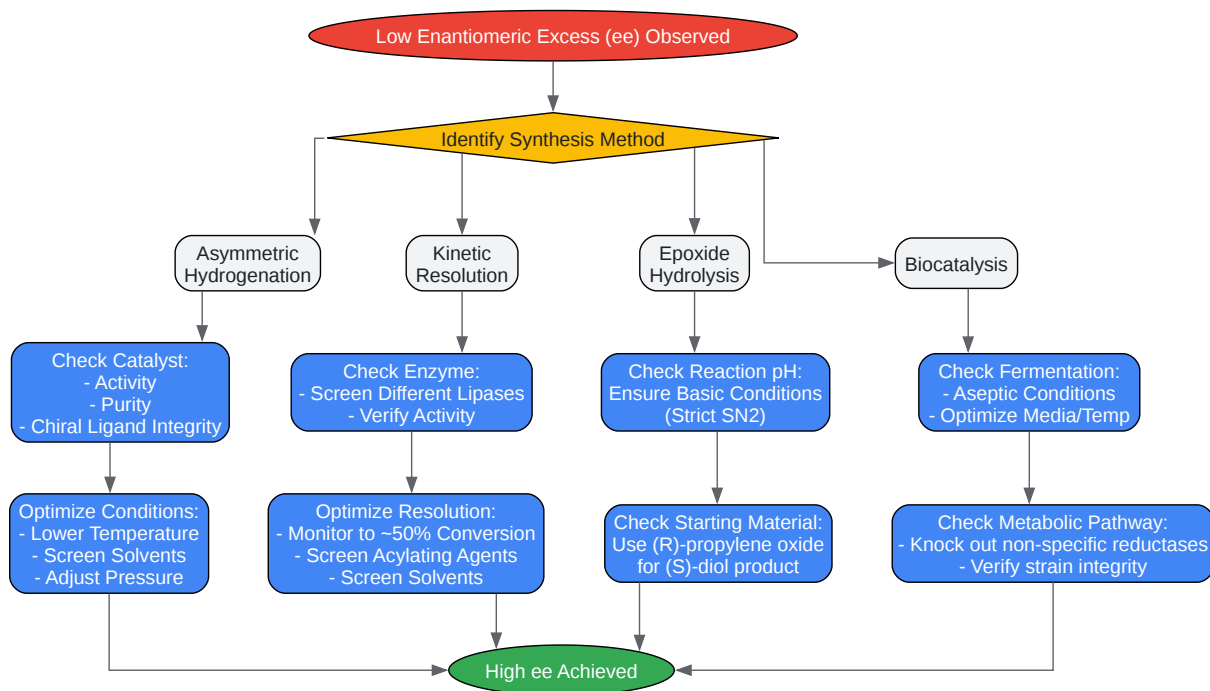 Low Enantiomeric Excess (ee) Observed
Identify Synthesis Method
Asymmetric
Hydrogenation
Kinetic
Resolution
Epoxide
Hydrolysis
Biocatalysis
Check Catalyst:
- Activity
- Purity
- Chiral Ligand Integrity
Check Enzyme:
- Screen Different Lipases
- Verify Activity
Check Reaction pH:
Ensure Basic Conditions
(Strict SN2)
Check Fermentation:
- Aseptic Conditions
- Optimize Media/Temp
Optimize Conditions:
- Lower Temperature
- Screen Solvents
- Adjust Pressure
Optimize Resolution:
- Monitor to ~50% Conversion
- Screen Acylating Agents
- Screen Solvents
Check Starting Material:
Use (R)-propylene oxide
for (S)-diol product
Check Metabolic Pathway:
- Knock out non-specific reductases
- Verify strain integrity
High ee Achieved